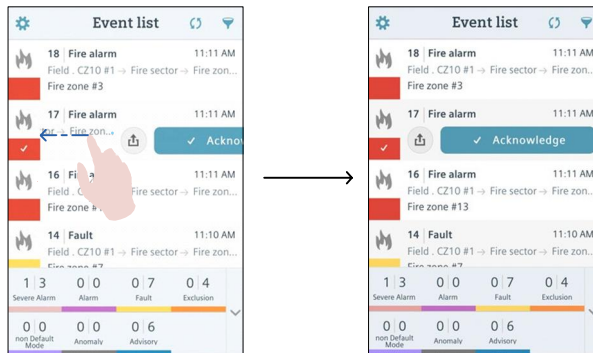 Event list
18 Fire alarm 11:11 AM
Field . CZ10 #1 → Fire sector → Fire zon...
Fire zone #3
17 Fire alarm 11:11 AM
tor → Fire zon...
Ackno
16 Fi a 11:11 AM
Field . C Fire sector → Fire zon...
Fire zone #1
14 Fault 11:10 AM
Field . CZ10 #1 → Fire sector → Fire zon...
Fire zone #7
1 3 0 0 0 7 0 4
Severe Alarm Alarm Fault Exclusion
0 0 0 0 0 6
non Default Mode Anomaly Advisory
Event list
18 Fire alarm 11:11 AM
Field . CZ10 #1 → Fire sector → Fire zon...
Fire zone #3
17 Fire alarm 11:11 AM
Acknowledge
16 Fire alarm 11:11 AM
Field . CZ10 #1 → Fire sector → Fire zon...
Fire zone #13
14 Fault 11:10 AM
Field . CZ10 #1 → Fire sector → Fire zon...
Fire zone #7
1 3 0 0 0 7 0 4
Severe Alarm Alarm Fault Exclusion
0 0 0 0 0 6
non Default Mode Anomaly Advisory